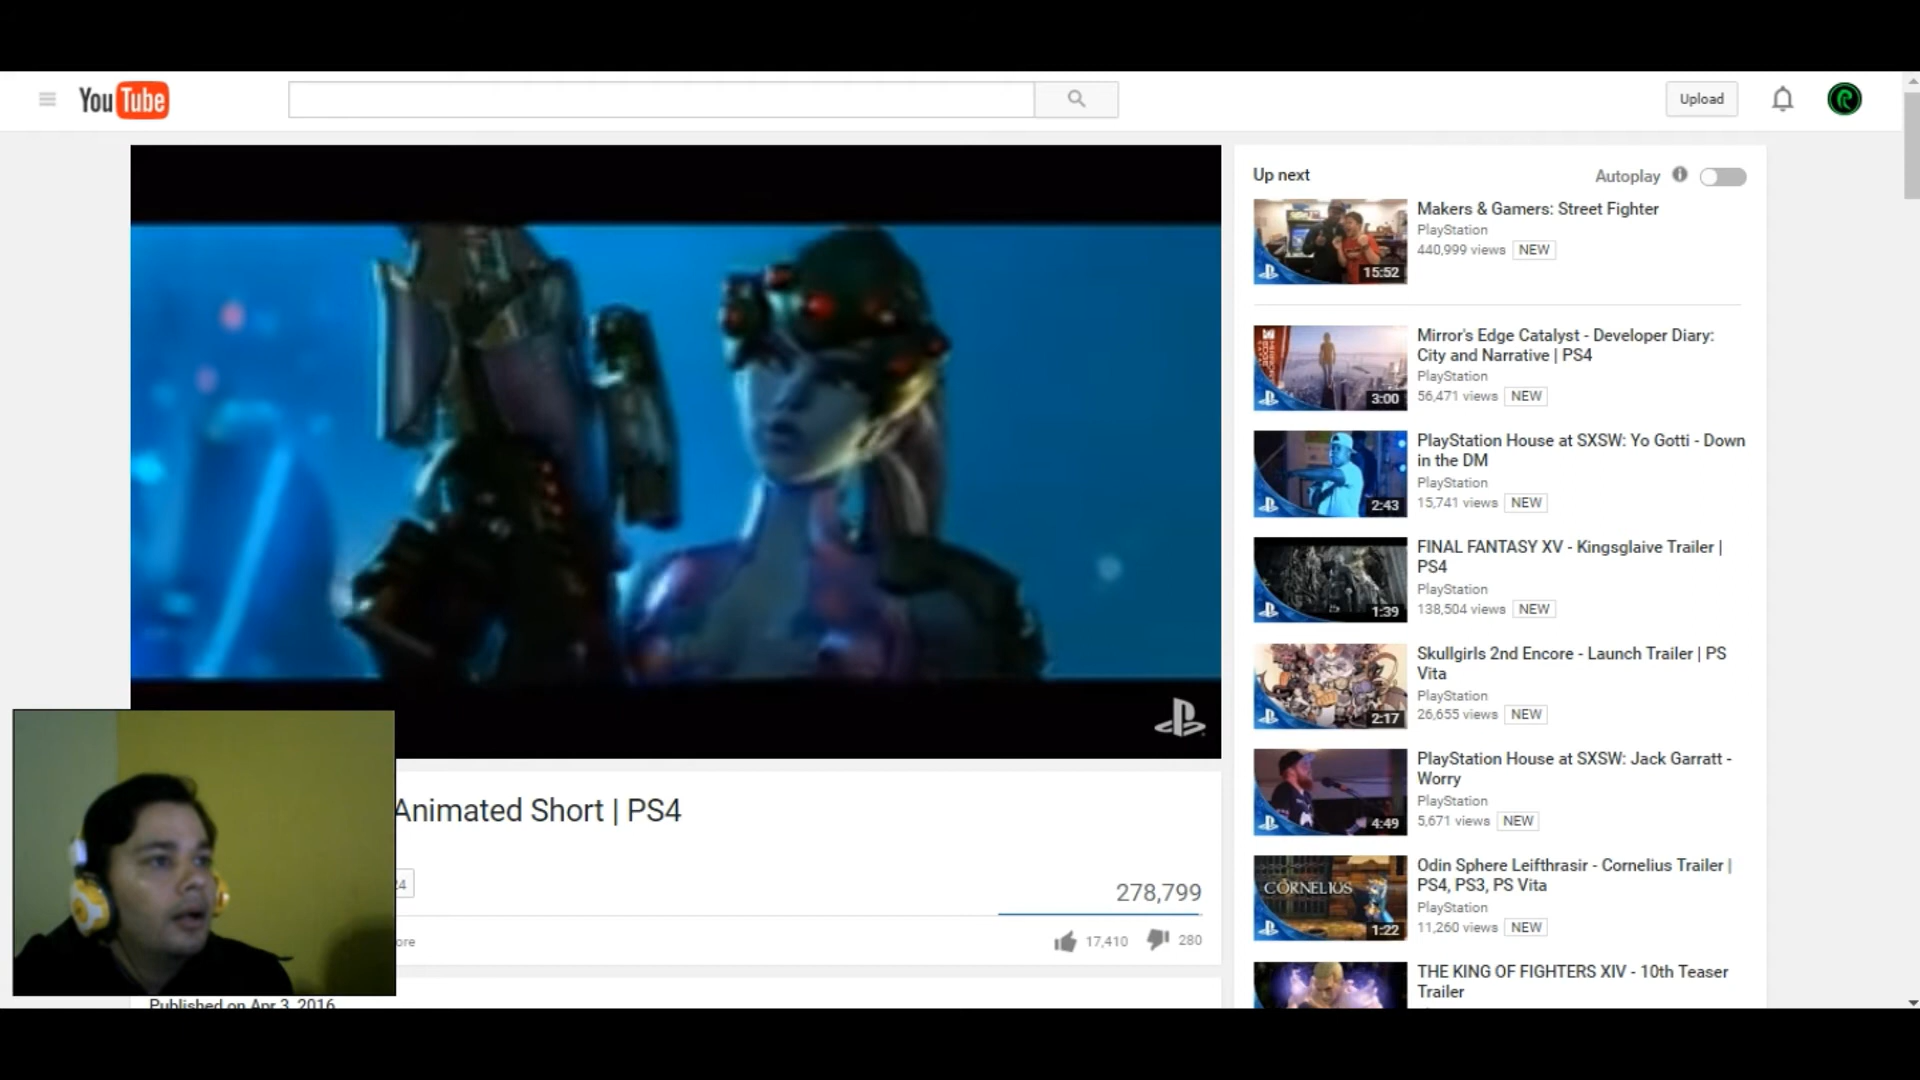 You Tube
Upload
Up next
Autoplay
Makers & Gamers: Street Fighter
PlayStation
440,999 views NEW
15:52
Mirror's Edge Catalyst - Developer Diary:
City and Narrative | PS4
PlayStation
56,471 views NEW
3:00
PlayStation House at SXSW: Yo Gotti - Down
in the DM
PlayStation
15,741 views NEW
2:43
FINAL FANTASY XV - Kingsglaive Trailer |
PS4
PlayStation
138,504 views NEW
1:39
Skullgirls 2nd Encore - Launch Trailer | PS
Vita
PlayStation
26,655 views NEW
2:17
PlayStation House at SXSW: Jack Garratt -
Worry
PlayStation
5,671 views NEW
4:49
Odin Sphere Leifthrasir - Cornelius Trailer |
PS4, PS3, PS Vita
PlayStation
11,260 views NEW
CORNELIUS
1:22
THE KING OF FIGHTERS XIV - 10th Teaser
Trailer
Animated Short | PS4
24
278,799
ore
17,410 280
Published on Apr 3, 2016